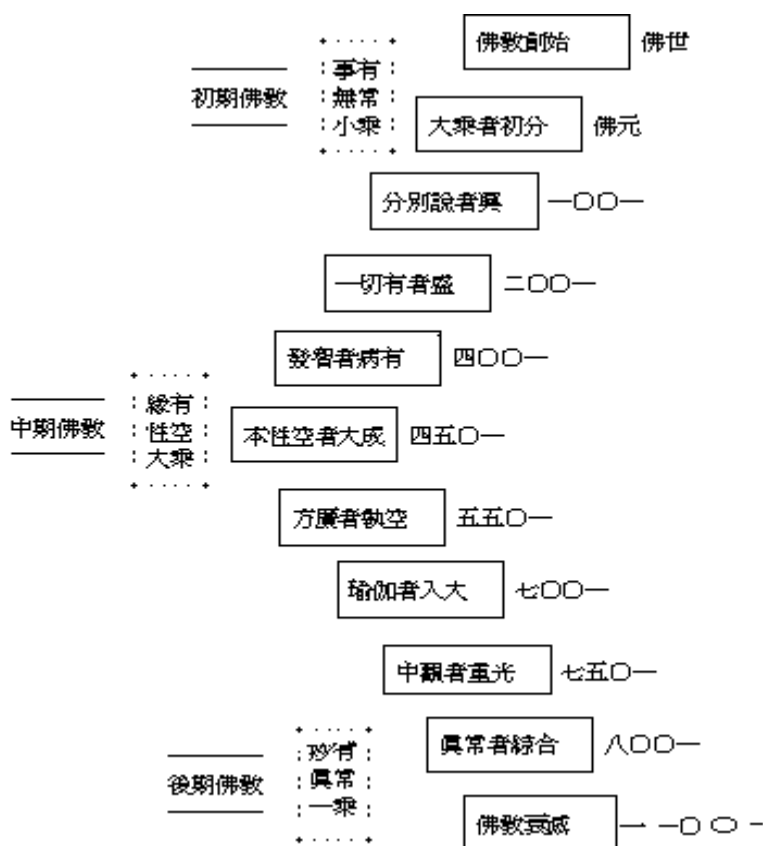 佛教創始 佛世
事有
無常
小乘
初期佛教
大乘者初分 佛元
分別說者興 一〇〇一
一切有者盛 二〇〇一
發智者病有 四〇〇一
緣有
性空
大乘
中期佛教
本性空者大成 四五〇一
方廣者執空 五五〇一
瑜伽者入大 七〇〇一
中觀者重光 七五〇一
眞常者綜合 八〇〇一
妙有
眞常
一乘
後期佛教
佛教衰滅 一、一〇〇一